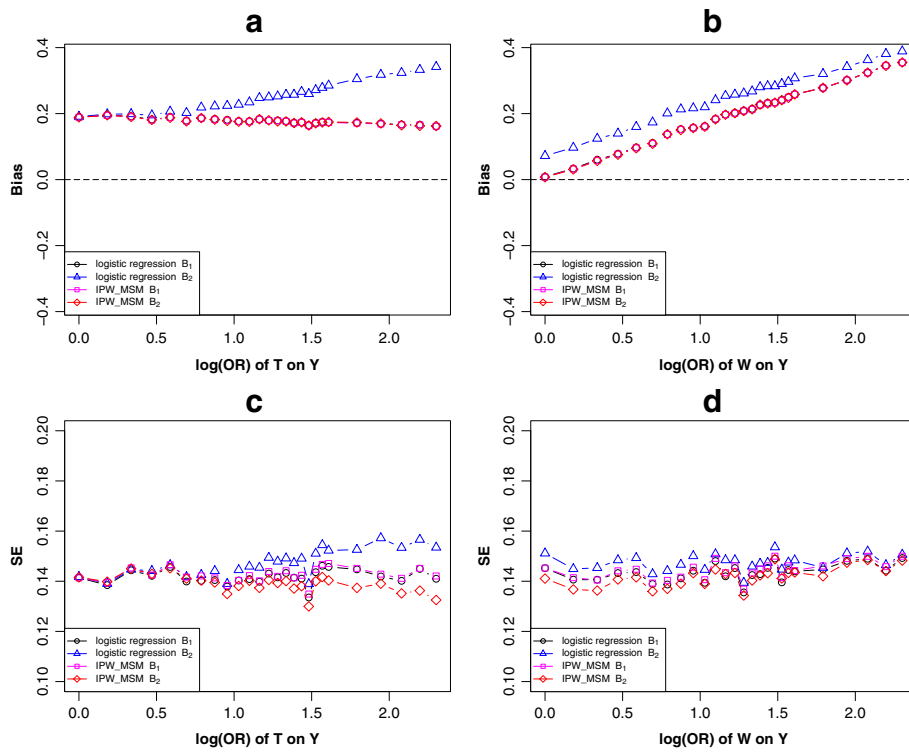 a
Bias
0.4
0.2
0.0
−0.2
−0.4
logistic regression B1
logistic regression B2
IPW_MSM B1
IPW_MSM B2
0.0 0.5 1.0 1.5 2.0
log(OR) of T on Y
b
Bias
0.4
0.2
0.0
−0.2
−0.4
logistic regression B1
logistic regression B2
IPW_MSM B1
IPW_MSM B2
0.0 0.5 1.0 1.5 2.0
log(OR) of W on Y
c
SE
0.20
0.18
0.16
0.14
0.12
0.10
logistic regression B1
logistic regression B2
IPW_MSM B1
IPW_MSM B2
0.0 0.5 1.0 1.5 2.0
log(OR) of T on Y
d
SE
0.20
0.18
0.16
0.14
0.12
0.10
logistic regression B1
logistic regression B2
IPW_MSM B1
IPW_MSM B2
0.0 0.5 1.0 1.5 2.0
log(OR) of W on Y